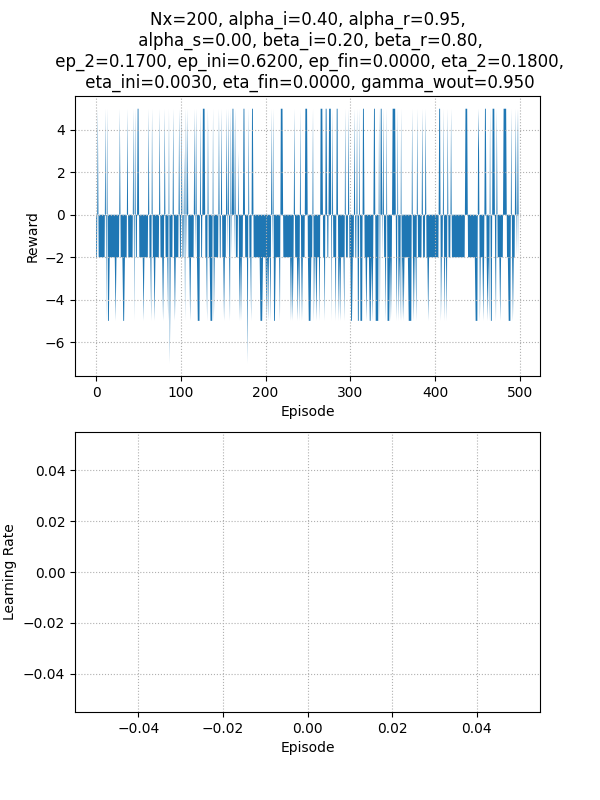 Nx=200, alpha_i=0.40, alpha_r=0.95,
alpha_s=0.00, beta_i=0.20, beta_r=0.80,
ep_2=0.1700, ep_ini=0.6200, ep_fin=0.0000, eta_2=0.1800,
eta_ini=0.0030, eta_fin=0.0000, gamma_wout=0.950
4
2
0
−2
−4
−6
Reward
0 100 200 300 400 500
Episode
0.04
0.02
0.00
−0.02
−0.04
Learning Rate
−0.04 −0.02 0.00 0.02 0.04
Episode